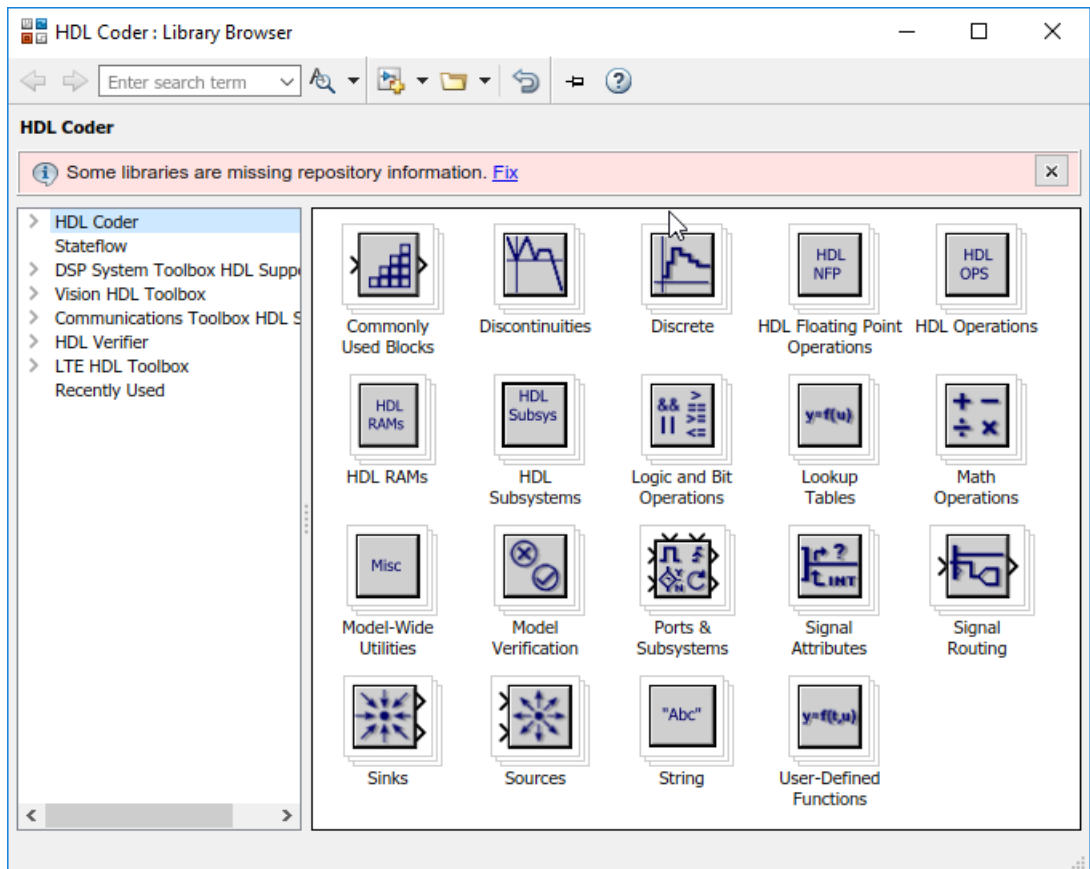 HDL Coder : Library Browser
Enter search term
HDL Coder
Some libraries are missing repository information. Fix
HDL Coder
Stateflow
DSP System Toolbox HDL Suppo
Vision HDL Toolbox
Communications Toolbox HDL S
HDL Verifier
LTE HDL Toolbox
Recently Used
Commonly
Used Blocks
Discontinuities
Discrete
HDL
NFP
HDL Floating Point
Operations
HDL
OPS
HDL Operations
HDL
RAMs
HDL RAMs
HDL
Subsys
HDL
Subsystems
&& > == >= <= ||
Logic and Bit
Operations
y=f(u)
Lookup
Tables
+ − ÷ ×
Math
Operations
Misc
Model-Wide
Utilities
Model
Verification
Y
N
Ports &
Subsystems
?
INT
Signal
Attributes
Signal
Routing
Sinks
Sources
"Abc"
String
y=f(t,u)
User-Defined
Functions